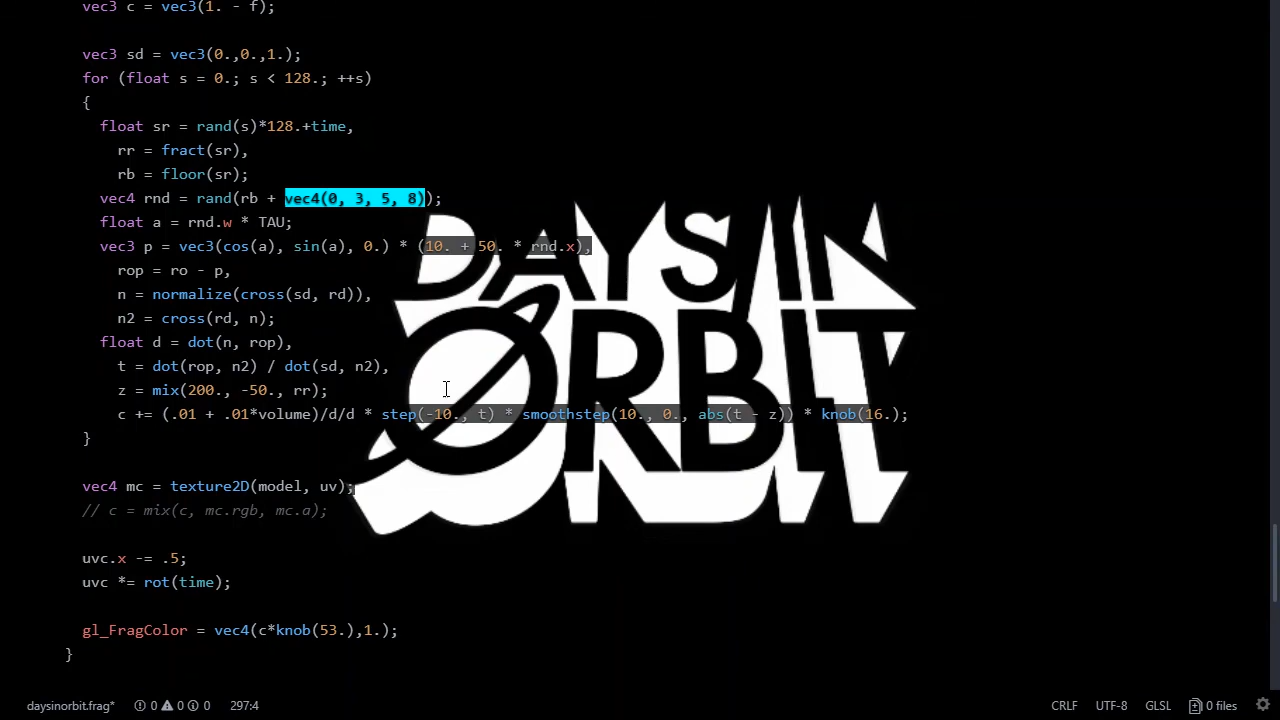 vec3 c = vec3(1. - f);
vec3 sd = vec3(0.,0.,1.);
for (float s = 0.; s < 128.; ++s)
{
float sr = rand(s)*128.+time,
rr = fract(sr),
rb = floor(sr);
vec4 rnd = rand(rb + vec4(0, 3, 5, 8));
float a = rnd.w * TAU;
vec3 p = vec3(cos(a), sin(a), 0.) * (10. + 50. * rnd.x),
rop = ro - p,
n = normalize(cross(sd, rd)),
n2 = cross(rd, n);
float d = dot(n, rop),
t = dot(rop, n2) / dot(sd, n2),
z = mix(200., -50., rr);
c += (.01 + .01*volume)/d/d * step(-10., t) * smoothstep(10., 0., abs(t - z)) * knob(16.);
}
vec4 mc = texture2D(model, uv);
// c = mix(c, mc.rgb, mc.a);
uvc.x -= .5;
uvc *= rot(time);
gl_FragColor = vec4(c*knob(53.),1.);
}
DAYS IN
ORBIT
daysinorbit.frag* 0 0 0 297:4 CRLF UTF-8 GLSL 0 files